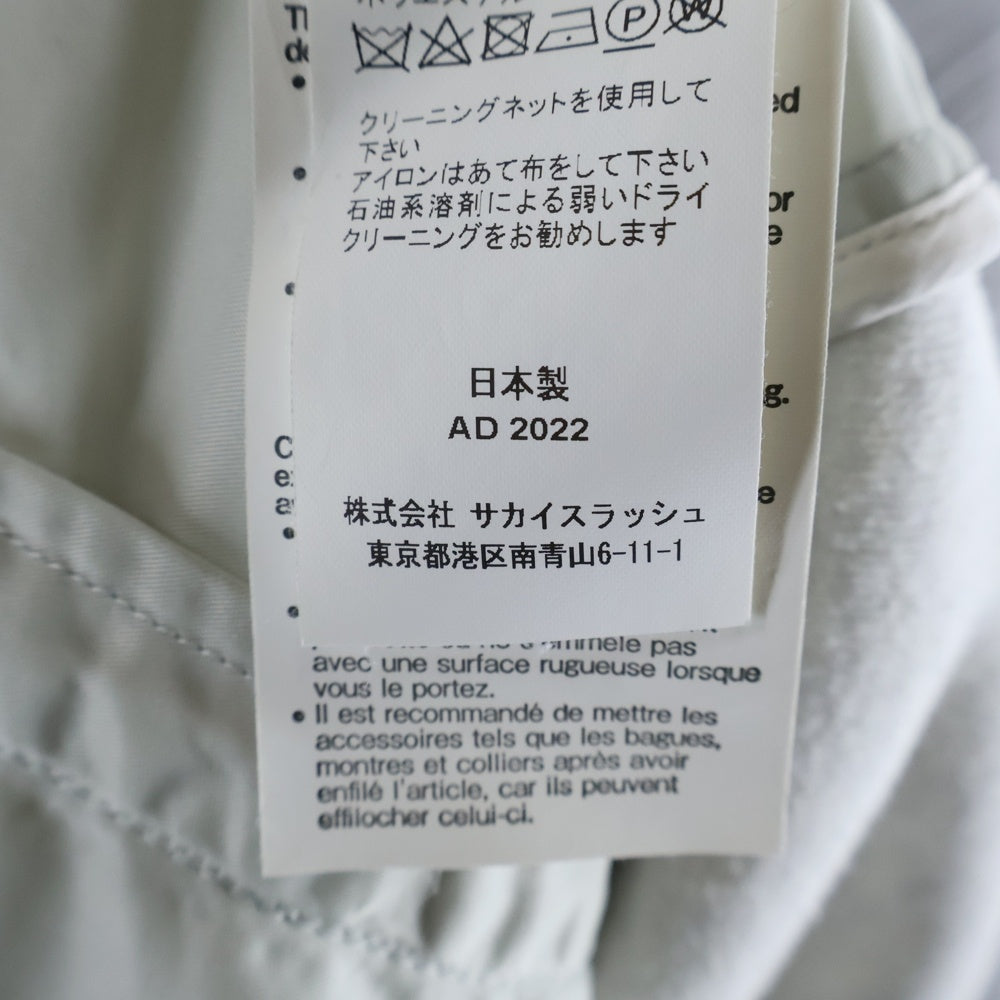 ポリエステル
P
W
クリーニングネットを使用して
下さい
アイロンはあて布をして下さい
石油系溶剤による弱いドライ
クリーニングをお勧めします
日本製
AD 2022
株式会社 サカイスラッシュ
東京都港区南青山6-11-1
avec une surface rugueuse lorsque
vous le portez.
• Il est recommandé de mettre les
accessoires tels que les bagues,
montres et colliers après avoir
enfilé l'article, car ils peuvent
effilocher celui-ci.